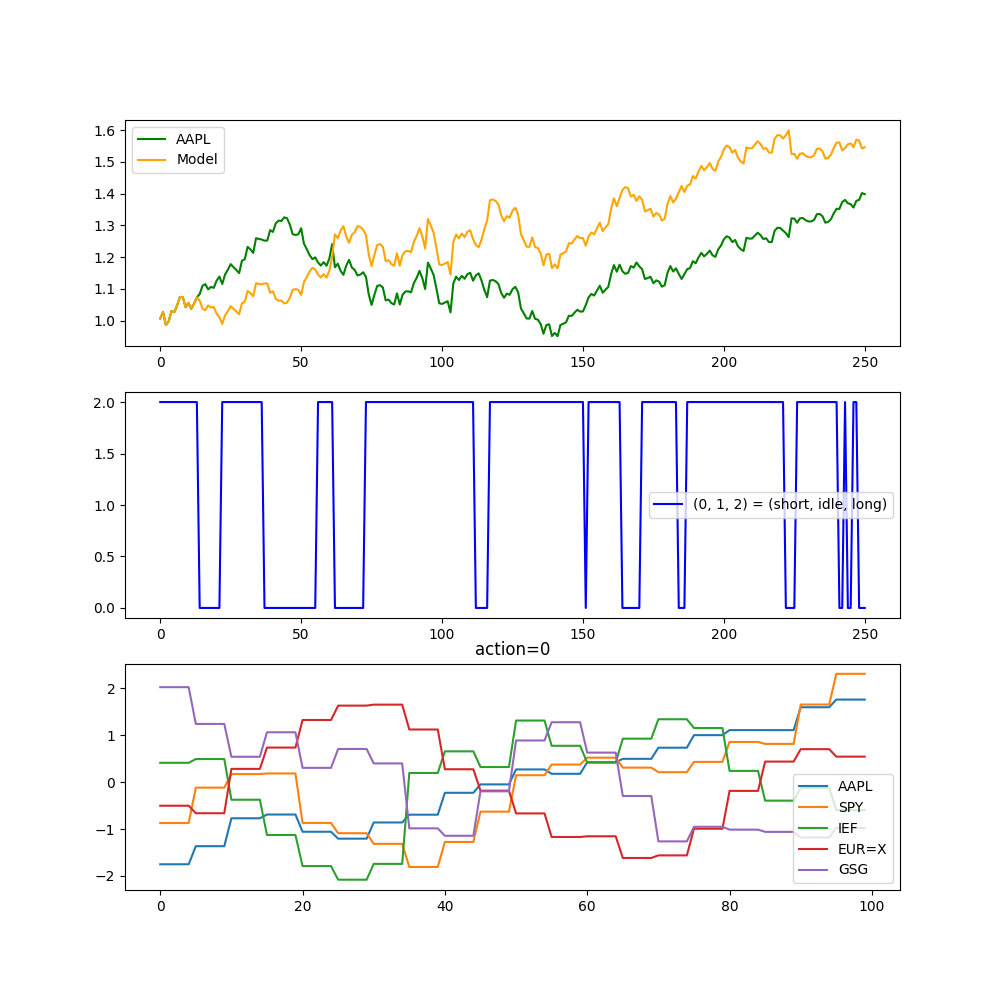 AAPL
Model
1.6
1.5
1.4
1.3
1.2
1.1
1.0
0 50 100 150 200 250
2.0
1.5
1.0
0.5
0.0
(0, 1, 2) = (short, idle, long)
0 50 100 150 200 250
action=0
2
1
0
−1
−2
AAPL
SPY
IEF
EUR=X
GSG
0 20 40 60 80 100